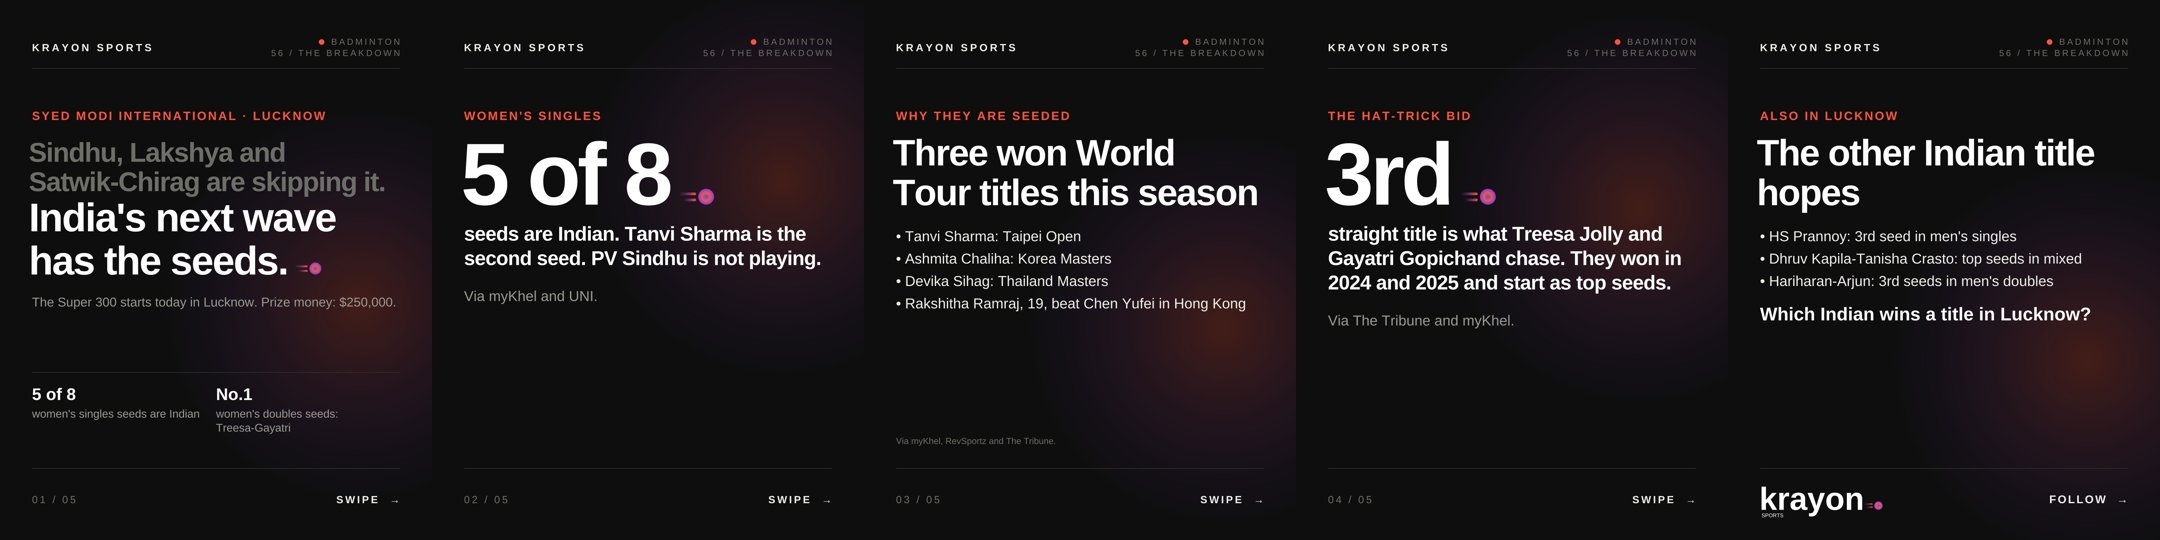 KRAYON SPORTS
● BADMINTON
56 / THE BREAKDOWN
SYED MODI INTERNATIONAL · LUCKNOW
Sindhu, Lakshya and
Satwik-Chirag are skipping it.
India's next wave
has the seeds.
The Super 300 starts today in Lucknow. Prize money: $250,000.
5 of 8
women's singles seeds are Indian
No.1
women's doubles seeds:
Treesa-Gayatri
01 / 05
SWIPE →
KRAYON SPORTS
● BADMINTON
56 / THE BREAKDOWN
WOMEN'S SINGLES
5 of 8
seeds are Indian. Tanvi Sharma is the
second seed. PV Sindhu is not playing.
Via myKhel and UNI.
02 / 05
SWIPE →
KRAYON SPORTS
● BADMINTON
56 / THE BREAKDOWN
WHY THEY ARE SEEDED
Three won World
Tour titles this season
• Tanvi Sharma: Taipei Open
• Ashmita Chaliha: Korea Masters
• Devika Sihag: Thailand Masters
• Rakshitha Ramraj, 19, beat Chen Yufei in Hong Kong
Via myKhel, RevSportz and The Tribune.
03 / 05
SWIPE →
KRAYON SPORTS
● BADMINTON
56 / THE BREAKDOWN
THE HAT-TRICK BID
3rd
straight title is what Treesa Jolly and
Gayatri Gopichand chase. They won in
2024 and 2025 and start as top seeds.
Via The Tribune and myKhel.
04 / 05
SWIPE →
KRAYON SPORTS
● BADMINTON
56 / THE BREAKDOWN
ALSO IN LUCKNOW
The other Indian title
hopes
• HS Prannoy: 3rd seed in men's singles
• Dhruv Kapila-Tanisha Crasto: top seeds in mixed
• Hariharan-Arjun: 3rd seeds in men's doubles
Which Indian wins a title in Lucknow?
krayon
SPORTS
FOLLOW →